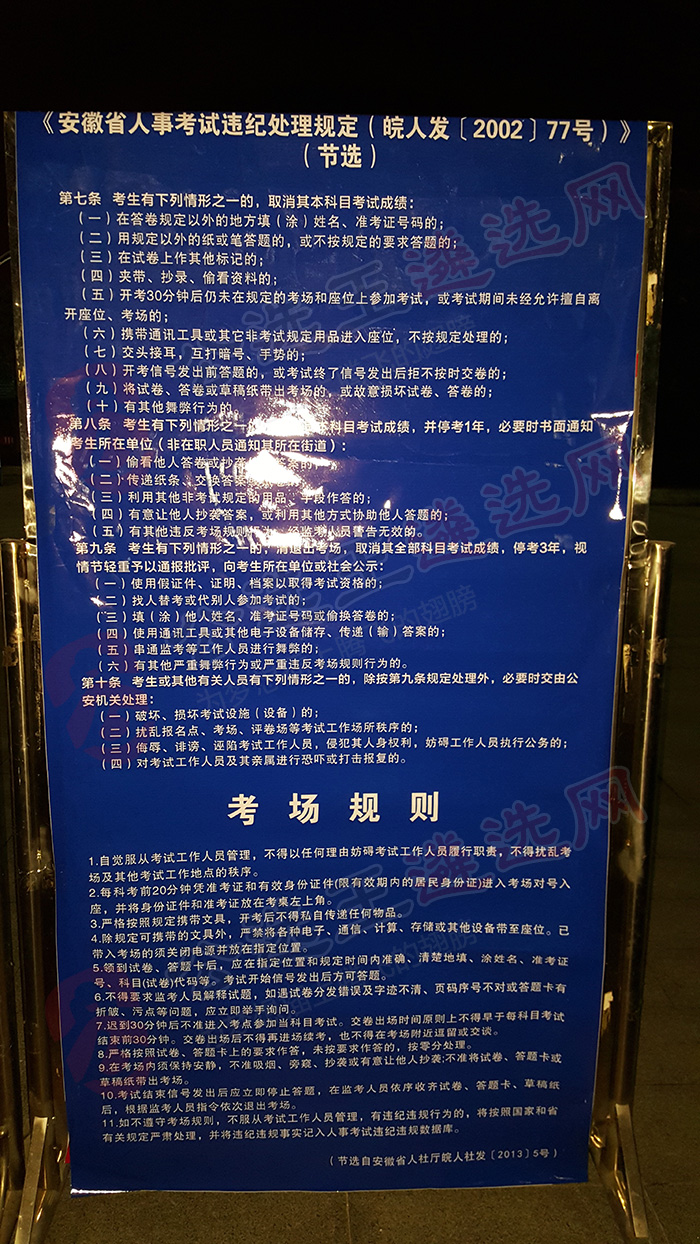 《安徽省人事考试违纪处理规定（皖人发〔2002〕77号）》
（节选）
第七条 考生有下列情形之一的，取消其本科目考试成绩：
（一）在答卷规定以外的地方填（涂）姓名、准考证号码的；
（二）用规定以外的纸或笔答题的，或不按规定的要求答题的；
（三）在试卷上作其他标记的；
（四）夹带、抄录、偷看资料的；
（五）开考30分钟后仍未在规定的考场和座位上参加考试，或考试期间未经允许擅自离
开座位、考场的；
（六）携带通讯工具或其它非考试规定用品进入座位，不按规定处理的；
（七）交头接耳，互打暗号、手势的；
（八）开考信号发出前答题的，或考试终了信号发出后拒不按时交卷的；
（九）将试卷、答卷或草稿纸带出考场的，或故意损坏试卷、答卷的；
（十）有其他舞弊行为的
第八条 考生有下列情形之一的 本科目考试成绩，并停考1年，必要时书面通知
考生所在单位（非在职人员通知其所在街道）：
（一）偷看他人答卷或抄 案的
（二）传递纸条、交换答案
（三）利用其他非考试规定的用品、手段作答的；
（四）有意让他人抄袭答案，或利用其他方式协助他人答题的；
（五）有其他违反考场规则 经监考人员警告无效的。
第九条 考生有下列情形之一的，清退出考场，取消其全部科目考试成绩，停考3年，视
情节轻重予以通报批评，向考生所在单位或社会公示：
（一）使用假证件、证明、档案以取得考试资格的；
（二）找人替考或代别人参加考试的；
（三）填（涂）他人姓名、准考证号码或偷换答卷的；
（四）使用通讯工具或其他电子设备储存、传递（输）答案的；
（五）串通监考等工作人员进行舞弊的；
（六）有其他严重舞弊行为或严重违反考场规则行为的。
第十条 考生或其他有关人员有下列情形之一的，除按第九条规定处理外，必要时交由公
安机关处理：
（一）破坏、损坏考试设施（设备）的；
（二）扰乱报名点、考场、评卷场等考试工作场所秩序的；
（三）侮辱、诽谤、诬陷考试工作人员，侵犯其人身权利，妨碍工作人员执行公务的；
（四）对考试工作人员及其亲属进行恐吓或打击报复的。
考场规则
1.自觉服从考试工作人员管理，不得以任何理由妨碍考试工作人员履行职责，不得扰乱考
场及其他考试工作地点的秩序。
2.每科考前20分钟凭准考证和有效身份证件(限有效期内的居民身份证)进入考场对号入
座，并将身份证件和准考证放在考桌左上角。
3.严格按照规定携带文具，开考后不得私自传递任何物品。
4.除规定可携带的文具外，严禁将各种电子、通信、计算、存储或其他设备带至座位。已
带入考场的须关闭电源并放在指定位置。
5.领到试卷、答题卡后，应在指定位置和规定时间内准确、清楚地填、涂姓名、准考证
号、科目(试卷)代码等。考试开始信号发出后方可答题。
6.不得要求监考人员解释试题，如遇试卷分发错误及字迹不清、页码序号不对或答题卡有
折皱、污点等问题，应立即举手询问。
7.迟到30分钟后不准进入考点参加当科目考试。交卷出场时间原则上不得早于每科目考试
结束前30分钟。交卷出场后不得再进场续考，也不得在考场附近逗留或交谈。
8.严格按照试卷、答题卡上的要求作答，未按要求作答的，按零分处理。
9.在考场内须保持安静，不准吸烟、旁窥、抄袭或有意让他人抄袭;不准将试卷、答题卡或
草稿纸带出考场。
10.考试结束信号发出后应立即停止答题，在监考人员依序收齐试卷、答题卡、草稿纸
后，根据监考人员指令依次退出考场。
11.如不遵守考场规则，不服从考试工作人员管理，有违纪违规行为的，将按照国家和省
有关规定严肃处理，并将违纪违规事实记入人事考试违纪违规数据库。
（节选自安徽省人社厅皖人社发〔2013〕5号）